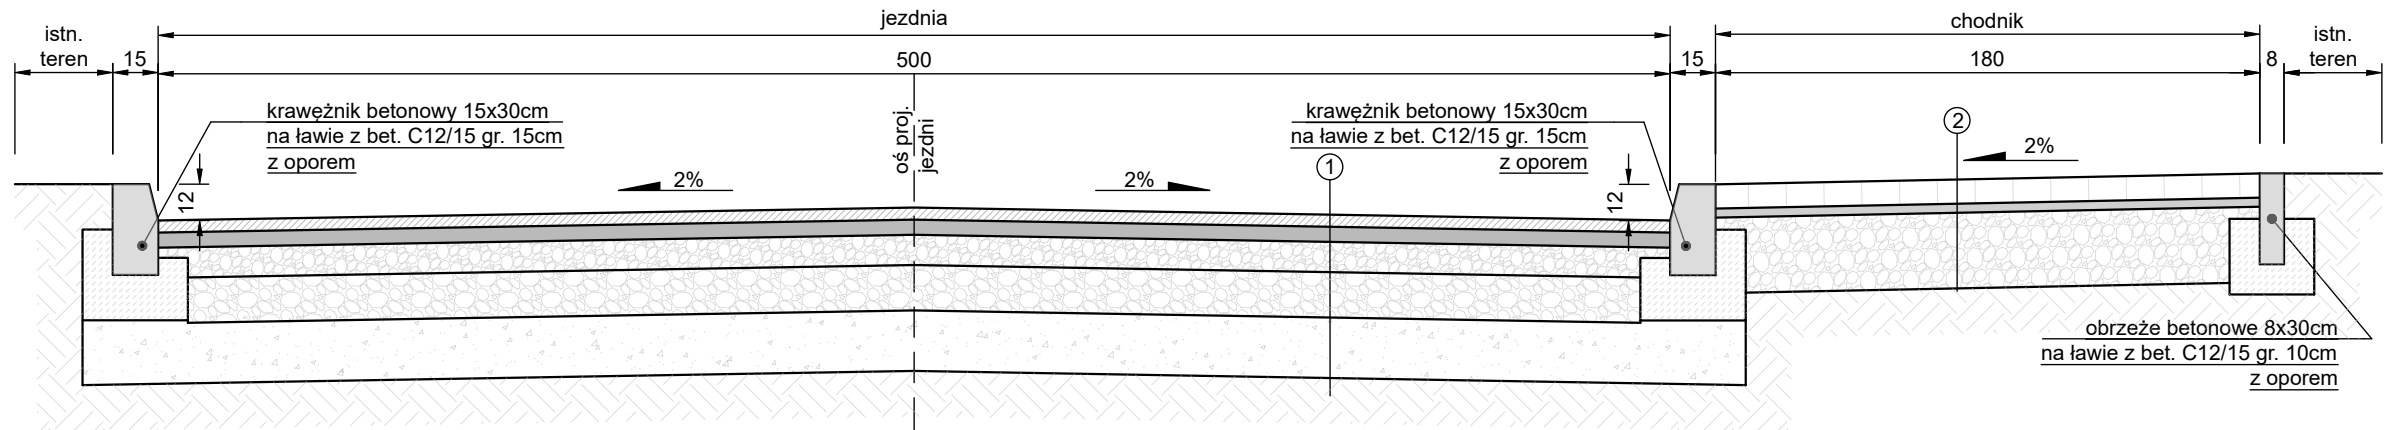 istn.
teren
15
jezdnia
500
15
chodnik
180
8
istn.
teren
krawężnik betonowy 15x30cm
na ławie z bet. C12/15 gr. 15cm
z oporem
oś proj.
jezdni
krawężnik betonowy 15x30cm
na ławie z bet. C12/15 gr. 15cm
z oporem
1
2
2%
12
2%
2%
12
obrzeże betonowe 8x30cm
na ławie z bet. C12/15 gr. 10cm
z oporem